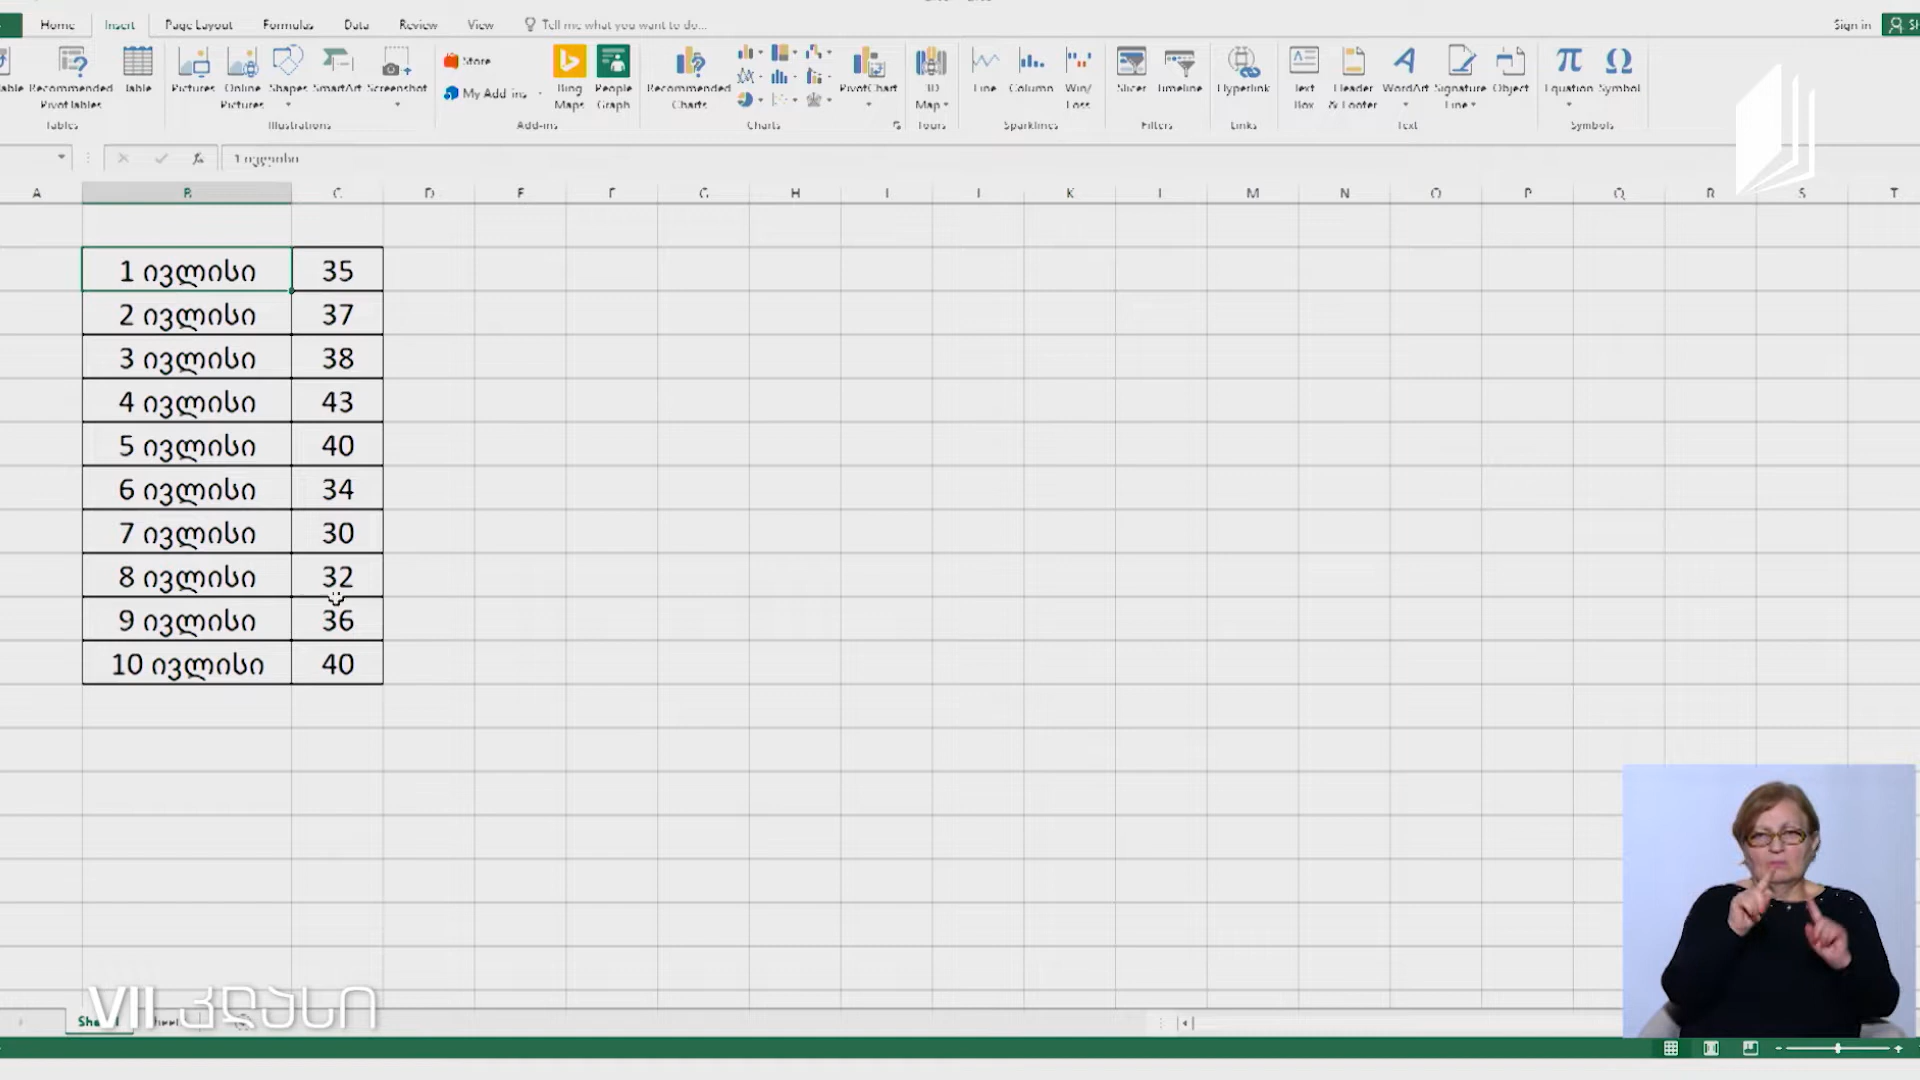 Home Insert Page Layout Formulas Data Review View Tell me what you want to do... Sign in
Recommended PivotTables Table Pictures Online Pictures Shapes SmartArt Screenshot Store My Add-ins Bing Maps People Graph Recommended Charts PivotChart 3D Map Line Column Win/Loss Slicer Timeline Hyperlink Text Box Header & Footer WordArt Signature Line Object Equation Symbol
Tables Illustrations Add-ins Charts Tours Sparklines Filters Links Text Symbols
fx 1 ივლისი
A B C D E F G H I J K L M N O P Q R S T
1 ივლისი 35
2 ივლისი 37
3 ივლისი 38
4 ივლისი 43
5 ივლისი 40
6 ივლისი 34
7 ივლისი 30
8 ივლისი 32
9 ივლისი 36
10 ივლისი 40
VII კლასი